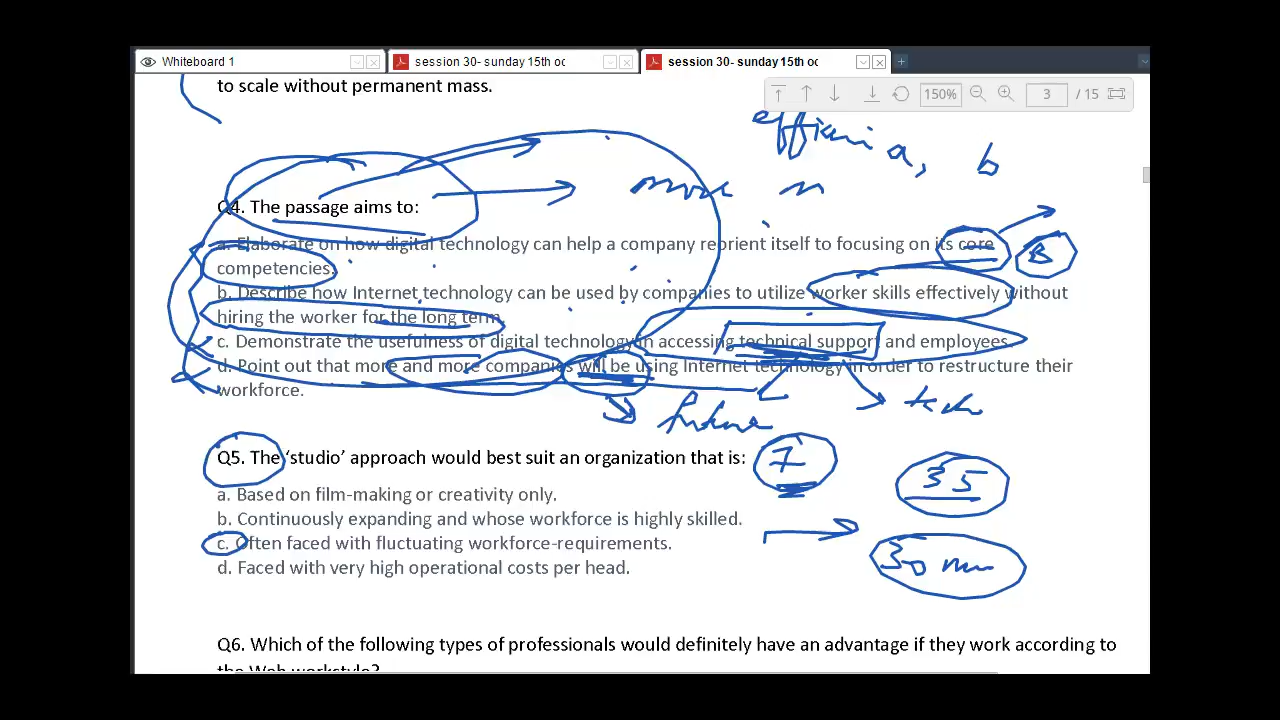 Whiteboard 1
session 30- sunday 15th oc
session 30- sunday 15th oc
to scale without permanent mass.
150%
3
/ 15
a, b
more
Q4. The passage aims to:
a. Elaborate on how digital technology can help a company reorient itself to focusing on its core
competencies.
B
b. Describe how Internet technology can be used by companies to utilize worker skills effectively without
hiring the worker for the long term.
c. Demonstrate the usefulness of digital technology in accessing technical support and employees.
d. Point out that more and more companies will be using Internet technology in order to restructure their
workforce.
future
tech
Q5. The ‘studio’ approach would best suit an organization that is:
7
35
a. Based on film-making or creativity only.
b. Continuously expanding and whose workforce is highly skilled.
c. Often faced with fluctuating workforce-requirements.
30
d. Faced with very high operational costs per head.
Q6. Which of the following types of professionals would definitely have an advantage if they work according to
the Web workstyle?